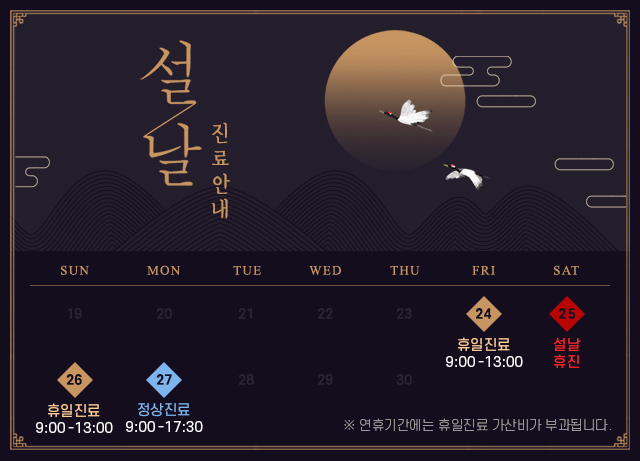 설날
진료안내
SUN MON TUE WED THU FRI SAT
19 20 21 22 23 24 25
휴일진료 설날
9:00-13:00 휴진
26 27 28 29 30
휴일진료 정상진료
9:00-13:00 9:00-17:30
※ 연휴기간에는 휴일진료 가산비가 부과됩니다.